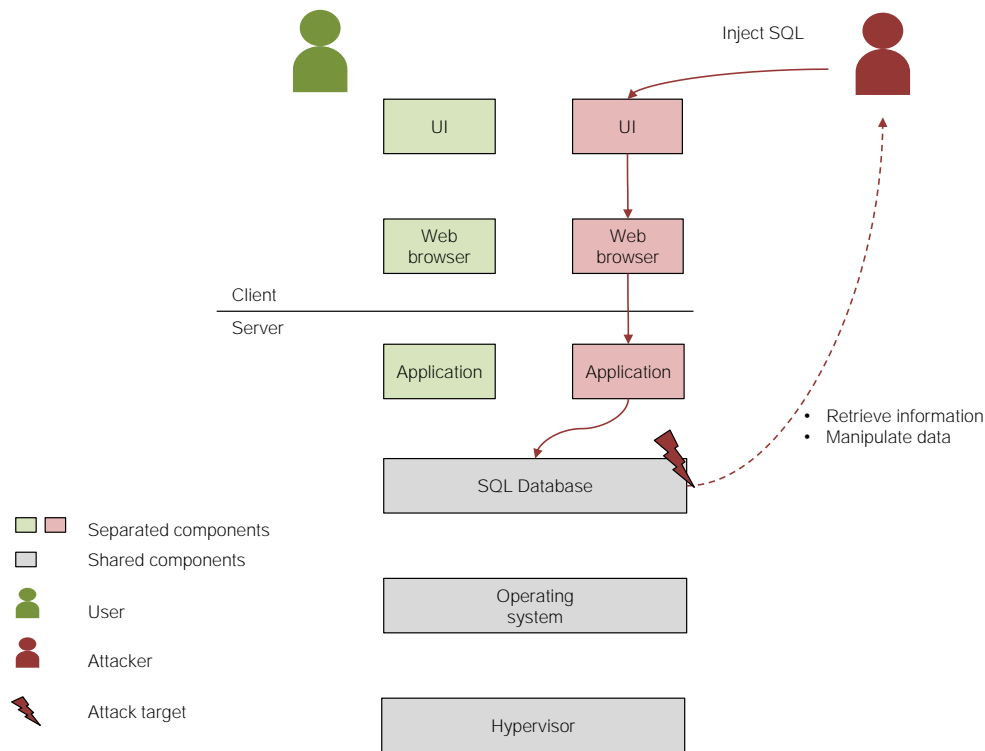 Inject SQL
UI
UI
Web
browser
Web
browser
Client
Server
Application
Application
• Retrieve information
• Manipulate data
SQL Database
Separated components
Shared components
User
Attacker
Attack target
Operating
system
Hypervisor